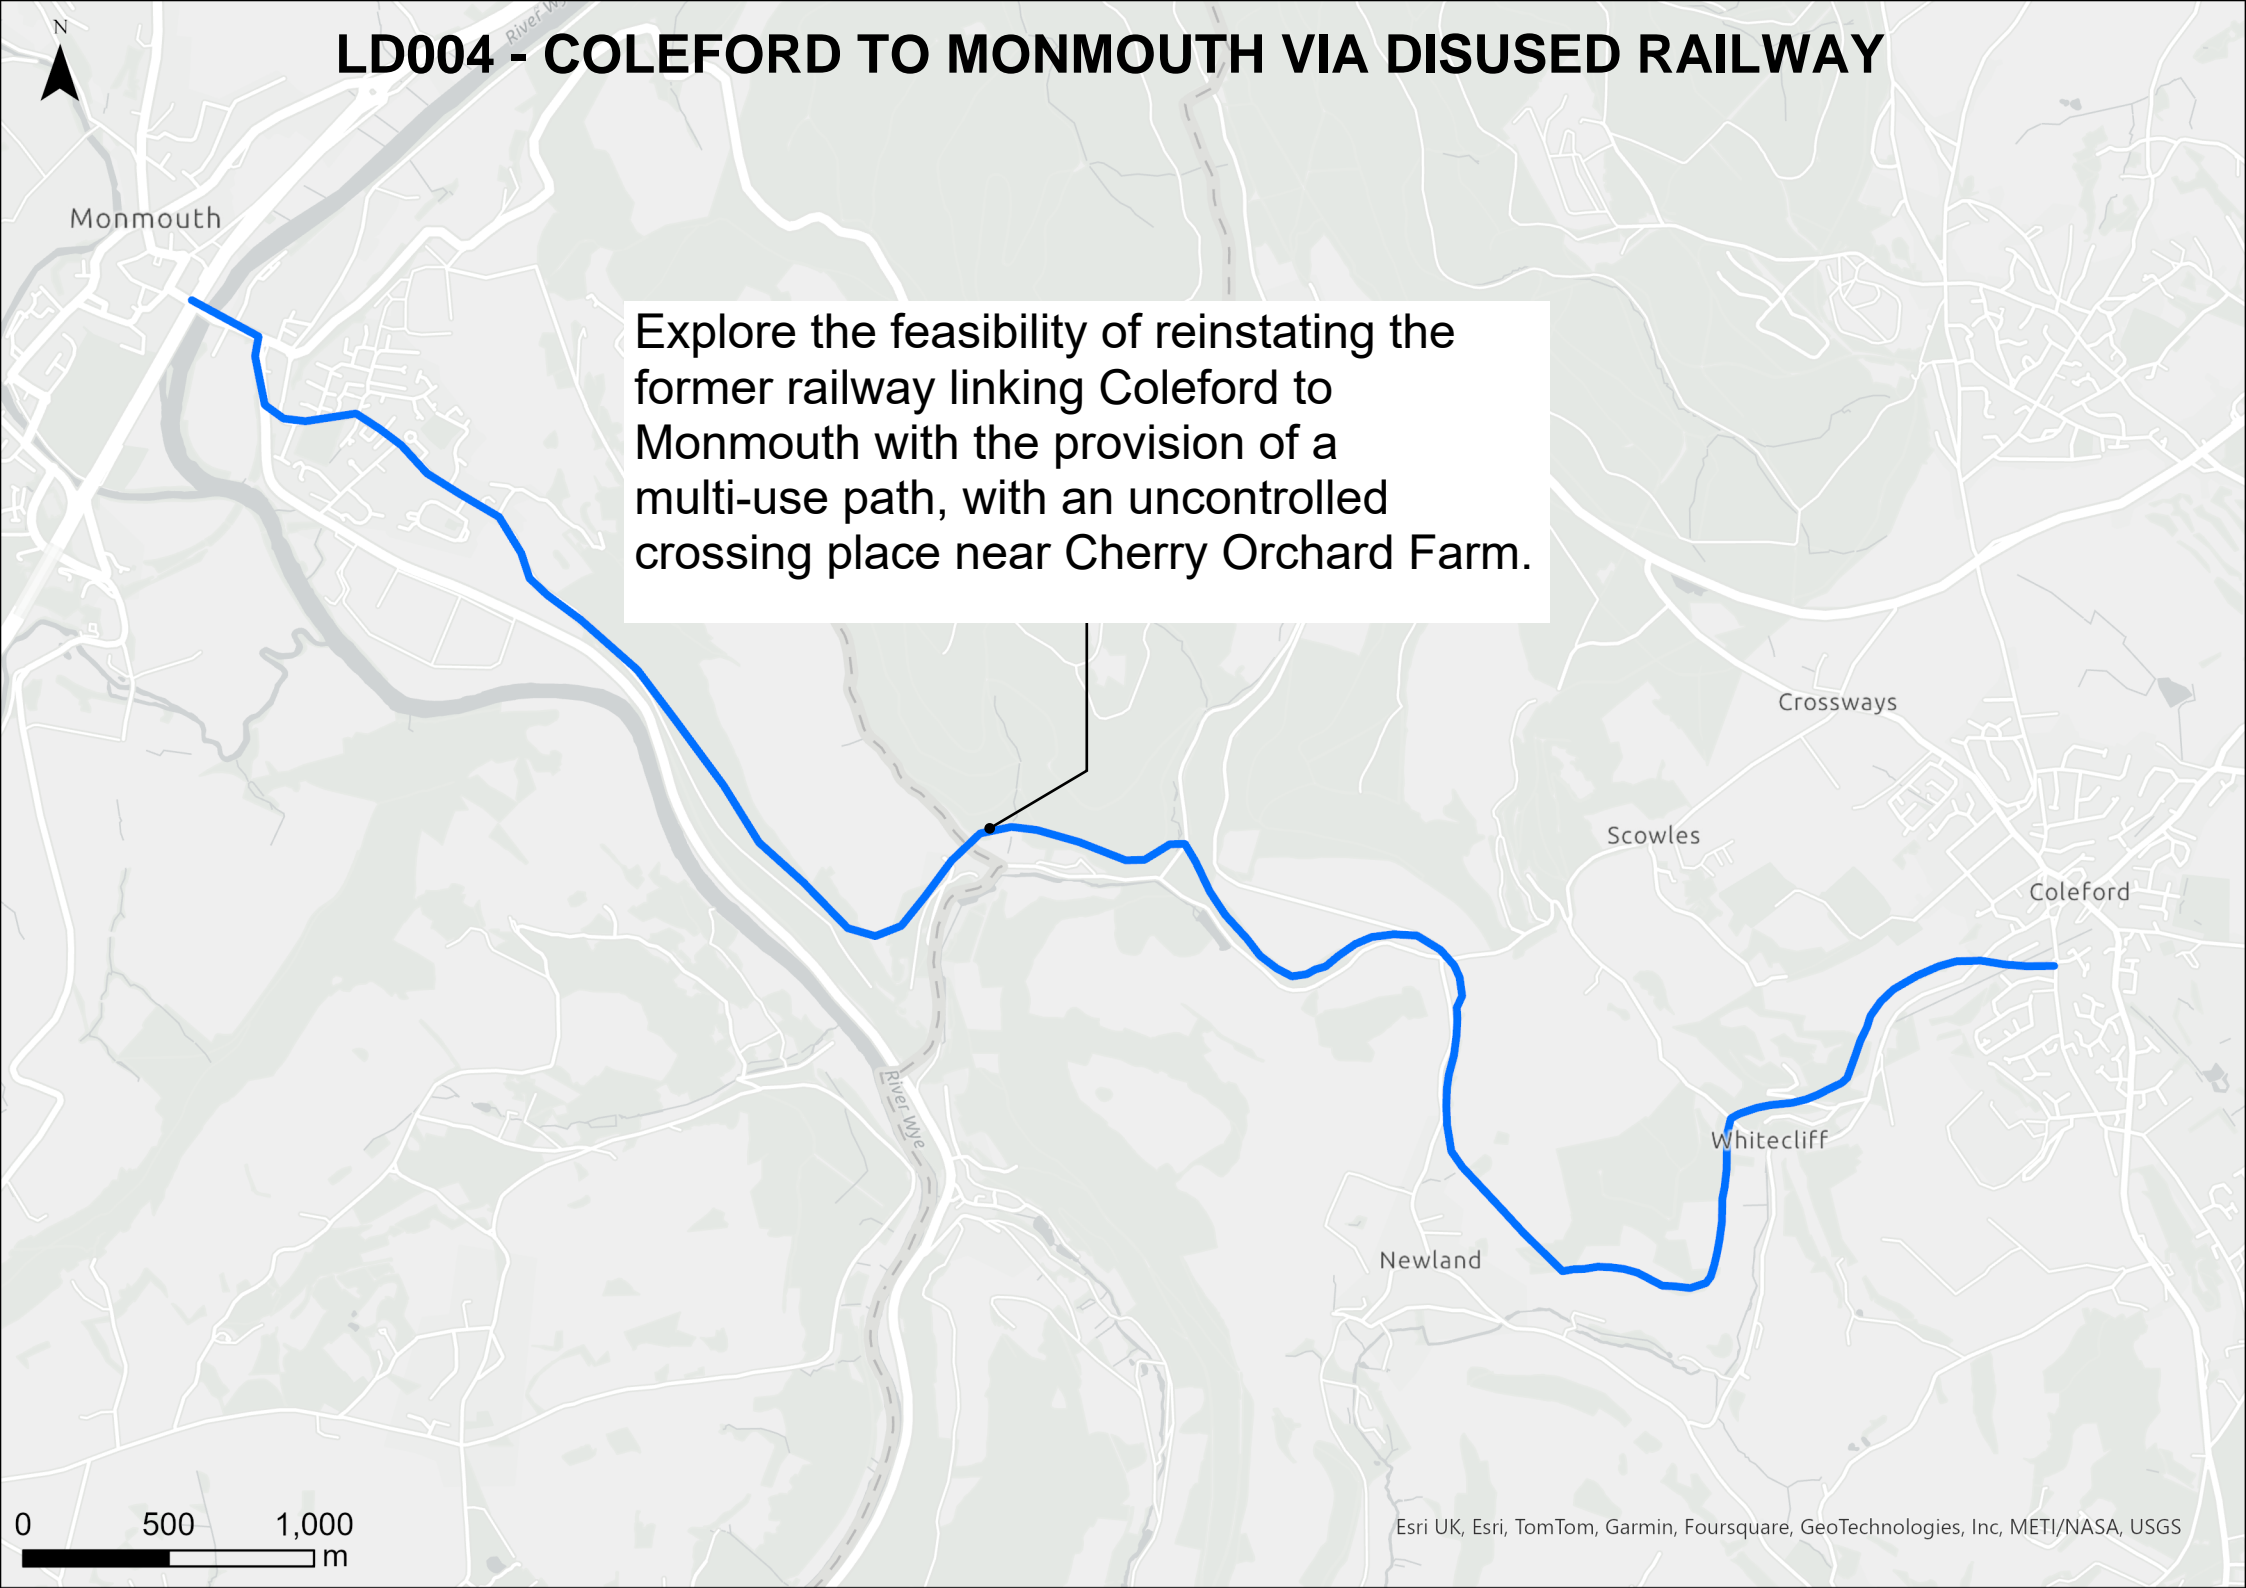 N
River Wy
LD004 - COLEFORD TO MONMOUTH VIA DISUSED RAILWAY
Monmouth
Explore the feasibility of reinstating the
former railway linking Coleford to
Monmouth with the provision of a
multi-use path, with an uncontrolled
crossing place near Cherry Orchard Farm.
Crossways
Scowles
Coleford
River Wye
Whitecliff
Newland
0 500 1,000
m
Esri UK, Esri, TomTom, Garmin, Foursquare, GeoTechnologies, Inc, METI/NASA, USGS